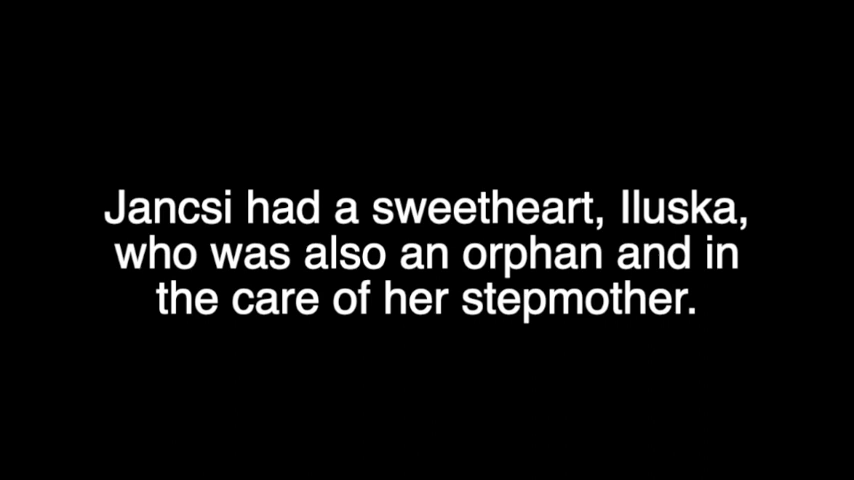 Jancsi had a sweetheart, Iluska,
who was also an orphan and in
the care of her stepmother.